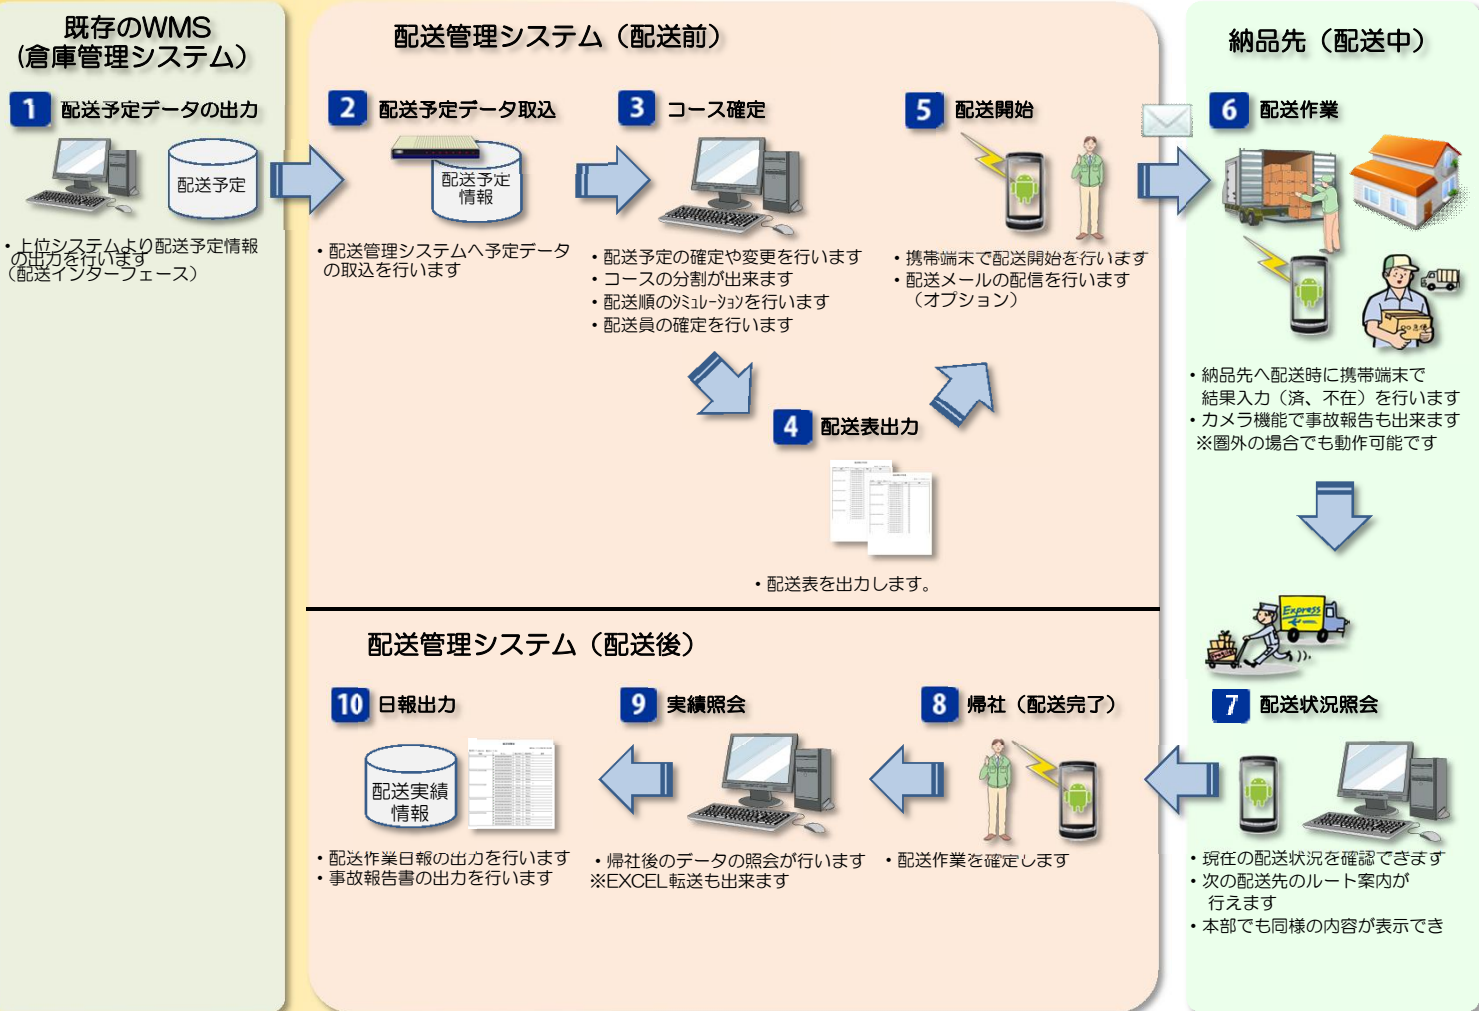 既存のWMS
(倉庫管理システム)
1 配送予定データの出力
配送予定
・上位システムより配送予定情報
の出力を行います
(配送インターフェース)
配送管理システム(配送前)
2 配送予定データ取込
配送予定
情報
・配送管理システムへ予定データ
の取込を行います
3 コース確定
・配送予定の確定や変更を行います
・コースの分割が出来ます
・配送順のｼﾐｭﾚｰｼｮﾝを行います
・配送員の確定を行います
4 配送表出力
・配送表を出力します。
5 配送開始
・携帯端末で配送開始を行います
・配送メールの配信を行います
(オプション)
納品先(配送中)
6 配送作業
・納品先へ配送時に携帯端末で
結果入力(済、不在)を行います
・カメラ機能で事故報告も出来ます
※圏外の場合でも動作可能です
Express
7 配送状況照会
・現在の配送状況を確認できます
・次の配送先のルート案内が
行えます
・本部でも同様の内容が表示でき
配送管理システム(配送後)
8 帰社(配送完了)
・配送作業を確定します
9 実績照会
・帰社後のデータの照会が行います
※EXCEL転送も出来ます
10 日報出力
配送実績
情報
・配送作業日報の出力を行います
・事故報告書の出力を行います